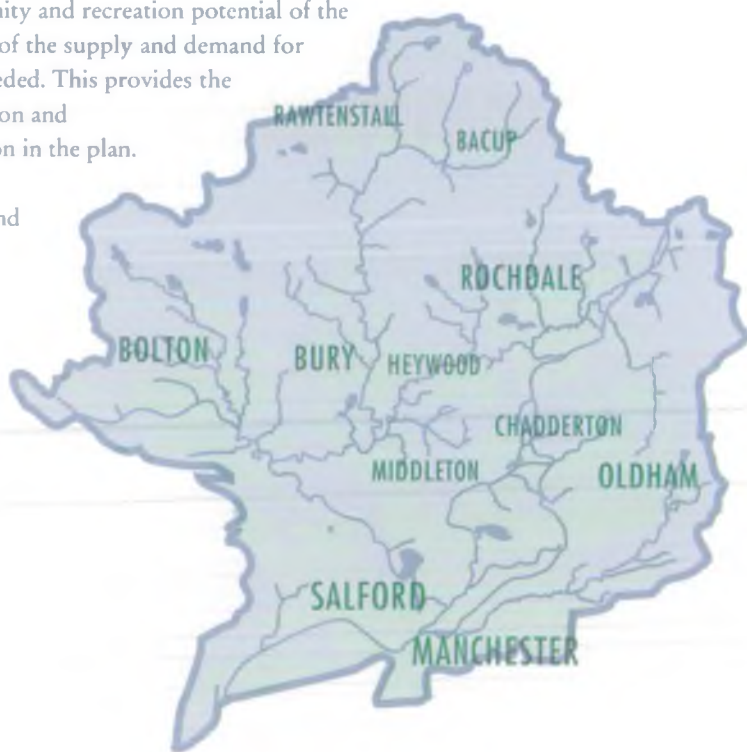 nity and recreation potential of the
of the supply and demand for
eded. This provides the
on and
on in the plan.
nd
RAWTENSTALL
BACUP
ROCHDALE
BOLTON
BURY
HEYWOOD
CHADDERTON
MIDDLETON
OLDHAM
SALFORD
MANCHESTER